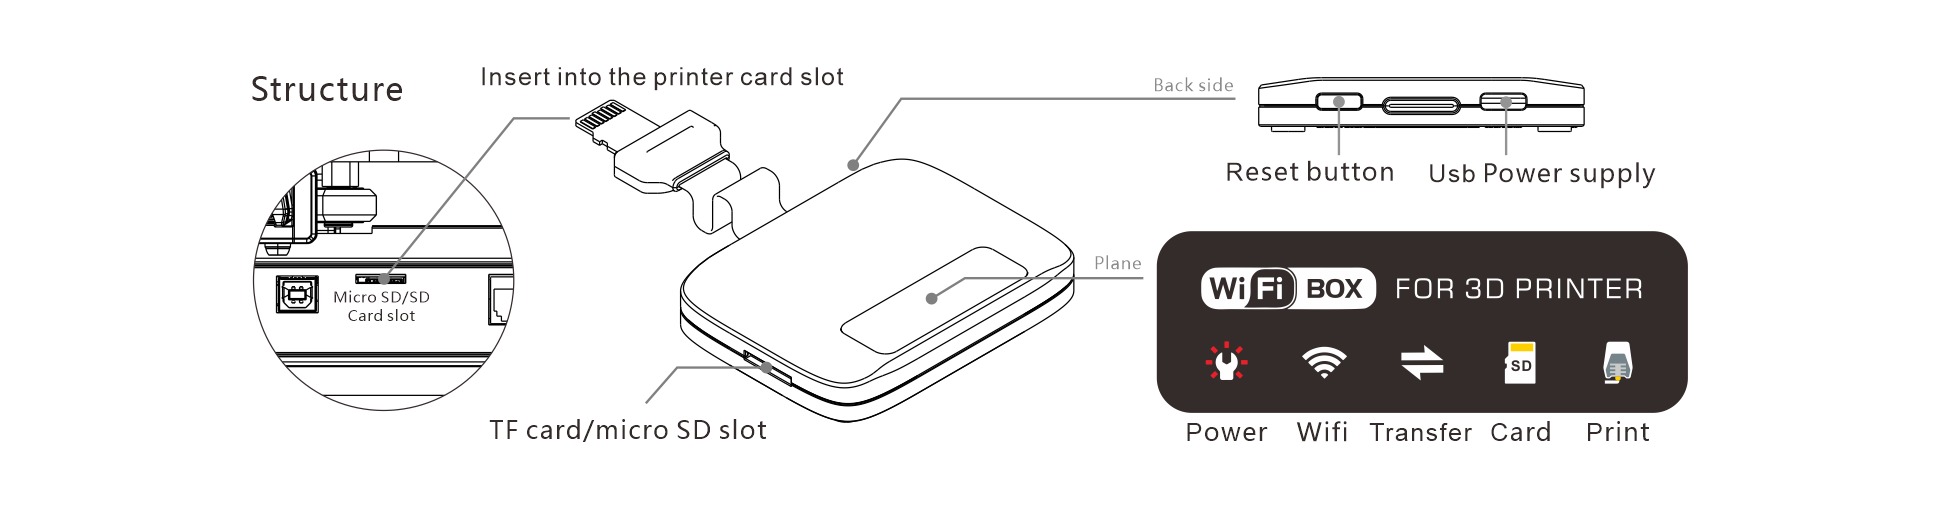 Structure
Insert into the printer card slot
Micro SD/SD
Card slot
TF card/micro SD slot
Back side
Reset button
Usb Power supply
Plane
WiFi BOX FOR 3D PRINTER
SD
Power Wifi Transfer Card Print